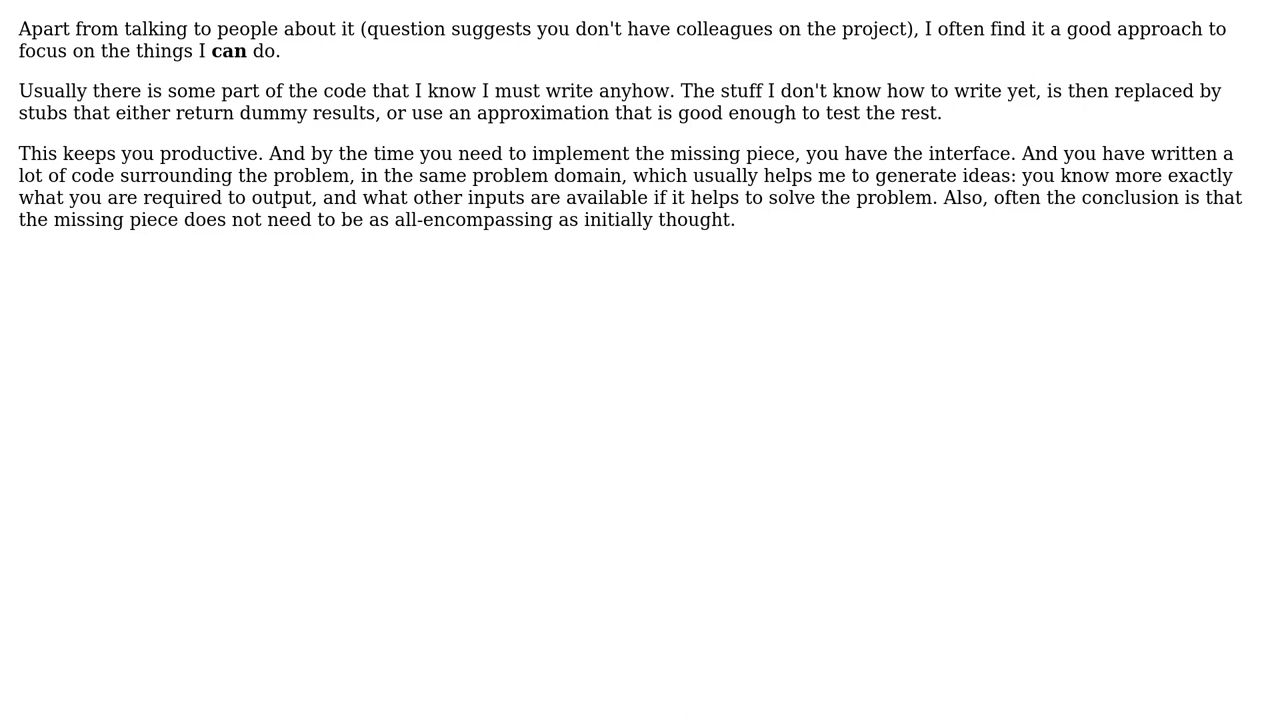 Apart from talking to people about it (question suggests you don't have colleagues on the project), I often find it a good approach to
focus on the things I can do.
Usually there is some part of the code that I know I must write anyhow. The stuff I don't know how to write yet, is then replaced by
stubs that either return dummy results, or use an approximation that is good enough to test the rest.
This keeps you productive. And by the time you need to implement the missing piece, you have the interface. And you have written a
lot of code surrounding the problem, in the same problem domain, which usually helps me to generate ideas: you know more exactly
what you are required to output, and what other inputs are available if it helps to solve the problem. Also, often the conclusion is that
the missing piece does not need to be as all-encompassing as initially thought.